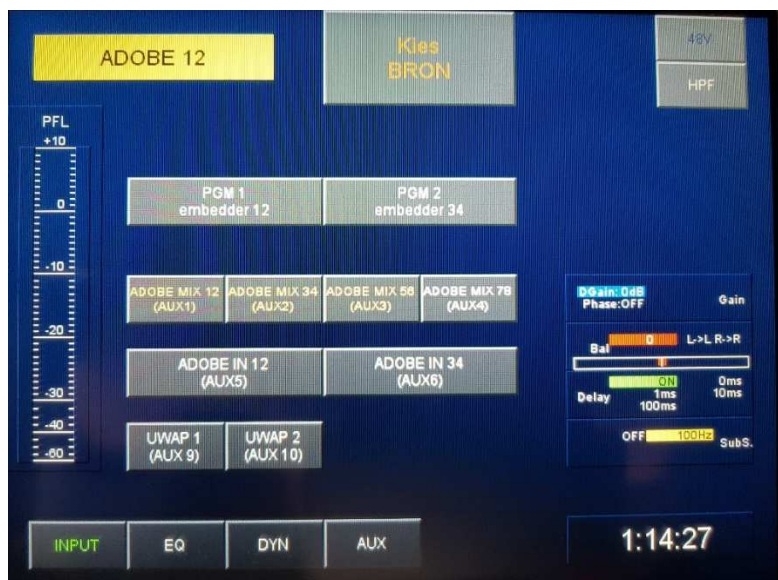 ADOBE 12
Kies
BRON
48V
HPF
PFL
+10
0
-10
-20
-30
-40
-60
PGM 1
embedder 12
PGM 2
embedder 34
ADOBE MIX 12
(AUX1)
ADOBE MIX 34
(AUX2)
ADOBE MIX 56
(AUX3)
ADOBE MIX 78
(AUX4)
ADOBE IN 12
(AUX5)
ADOBE IN 34
(AUX6)
UWAP 1
(AUX 9)
UWAP 2
(AUX 10)
DGain: 0dB
Phase:OFF
Gain
Bal
0
L->L R->R
ON
0ms
Delay
1ms
10ms
100ms
OFF
100Hz
SubS.
INPUT
EQ
DYN
AUX
1:14:27